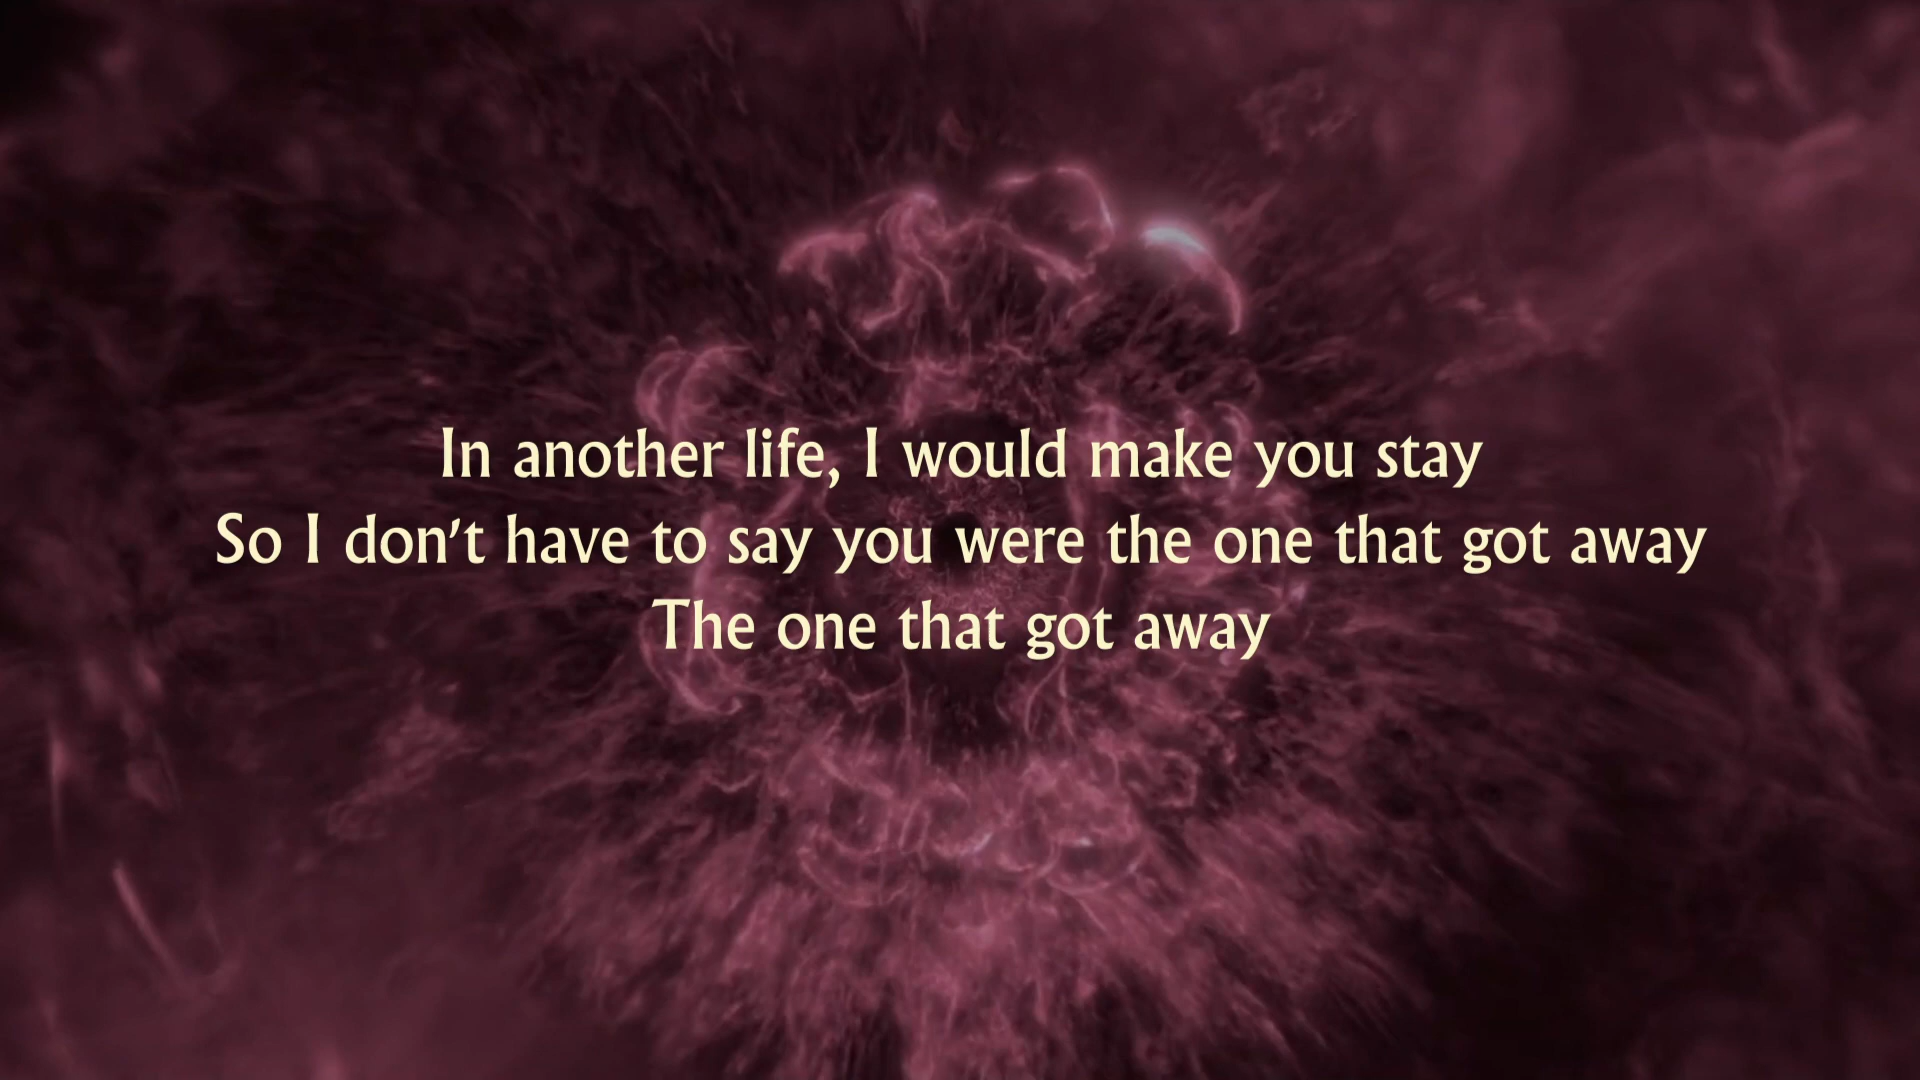 In another life, I would make you stay
So I don't have to say you were the one that got away
The one that got away